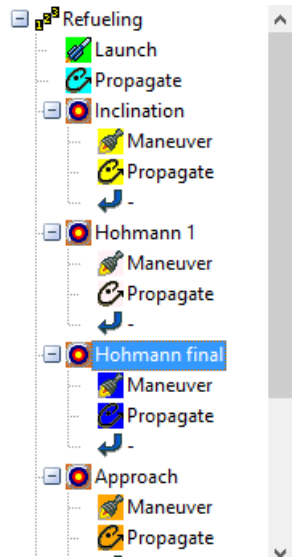 Refueling
Launch
Propagate
Inclination
Maneuver
Propagate
-
Hohmann 1
Maneuver
Propagate
-
Hohmann final
Maneuver
Propagate
-
Approach
Maneuver
Propagate